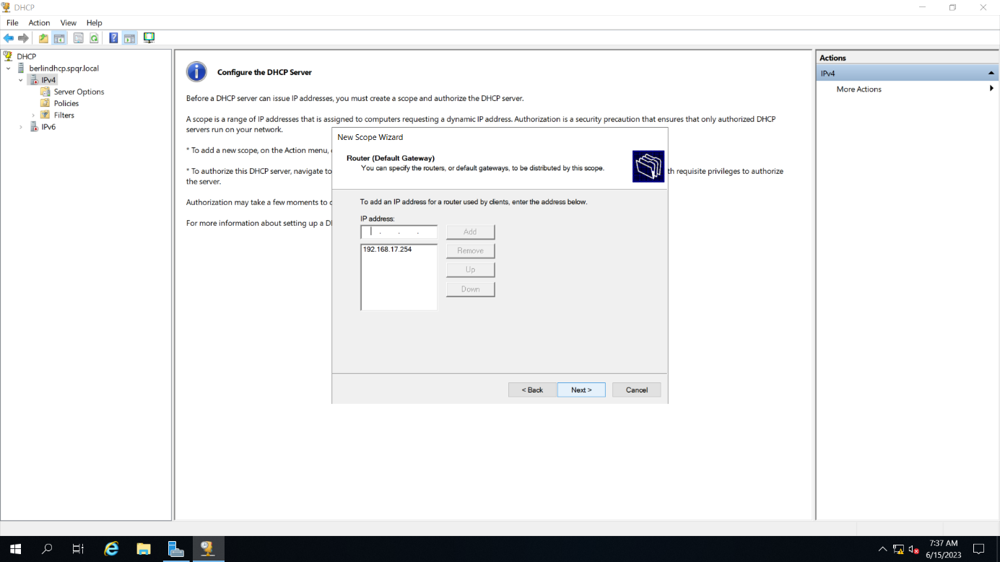 DHCP
File Action View Help
DHCP
berlindhcp.spqr.local
IPv4
Server Options
Policies
Filters
IPv6
Configure the DHCP Server
Before a DHCP server can issue IP addresses, you must create a scope and authorize the DHCP server.
A scope is a range of IP addresses that is assigned to computers requesting a dynamic IP address. Authorization is a security precaution that ensures that only authorized DHCP
servers run on your network.
* To add a new scope, on the Action menu,
* To authorize this DHCP server, navigate to
th requisite privileges to authorize
the server.
Authorization may take a few moments to
For more information about setting up a
New Scope Wizard
Router (Default Gateway)
You can specify the routers, or default gateways, to be distributed by this scope.
To add an IP address for a router used by clients, enter the address below.
IP address:
. . .
Add
192.168.17.254
Remove
Up
Down
< Back Next > Cancel
Actions
IPv4
More Actions
7:37 AM
6/15/2023